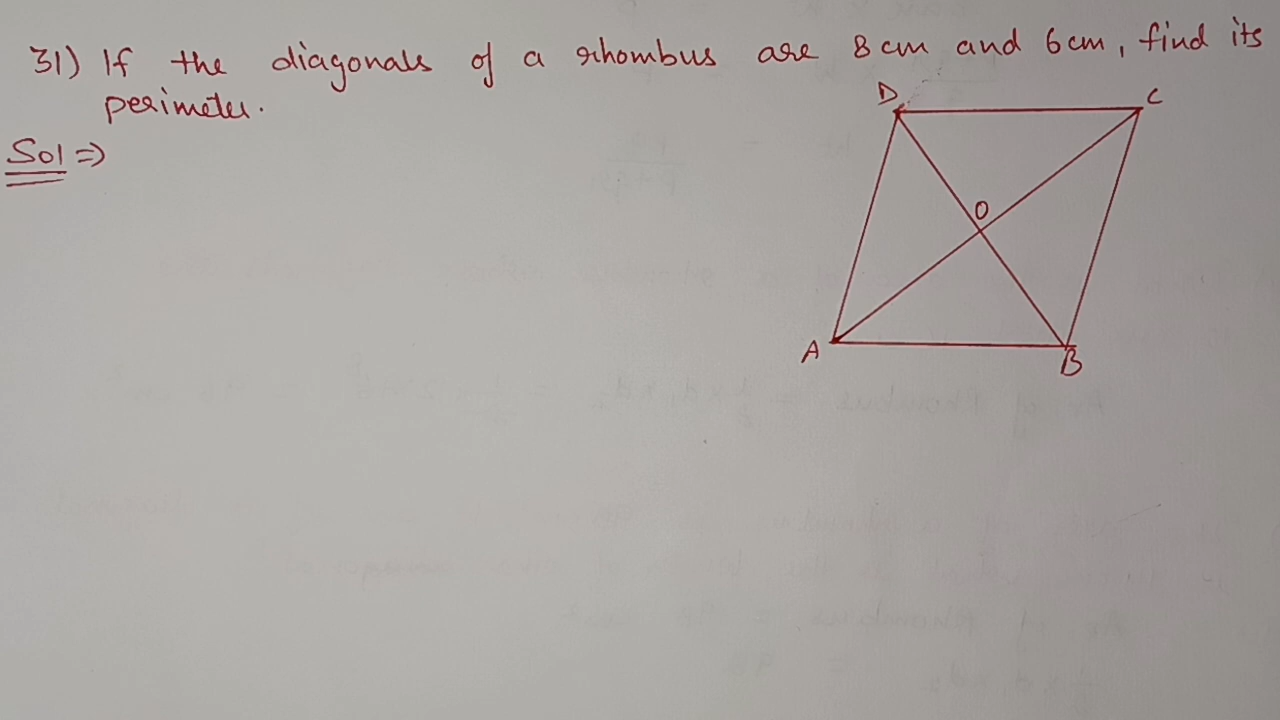 31) If the diagonals of a rhombus are 8 cm and 6 cm, find its
perimeter.
Sol ⇒
D
C
O
A
B